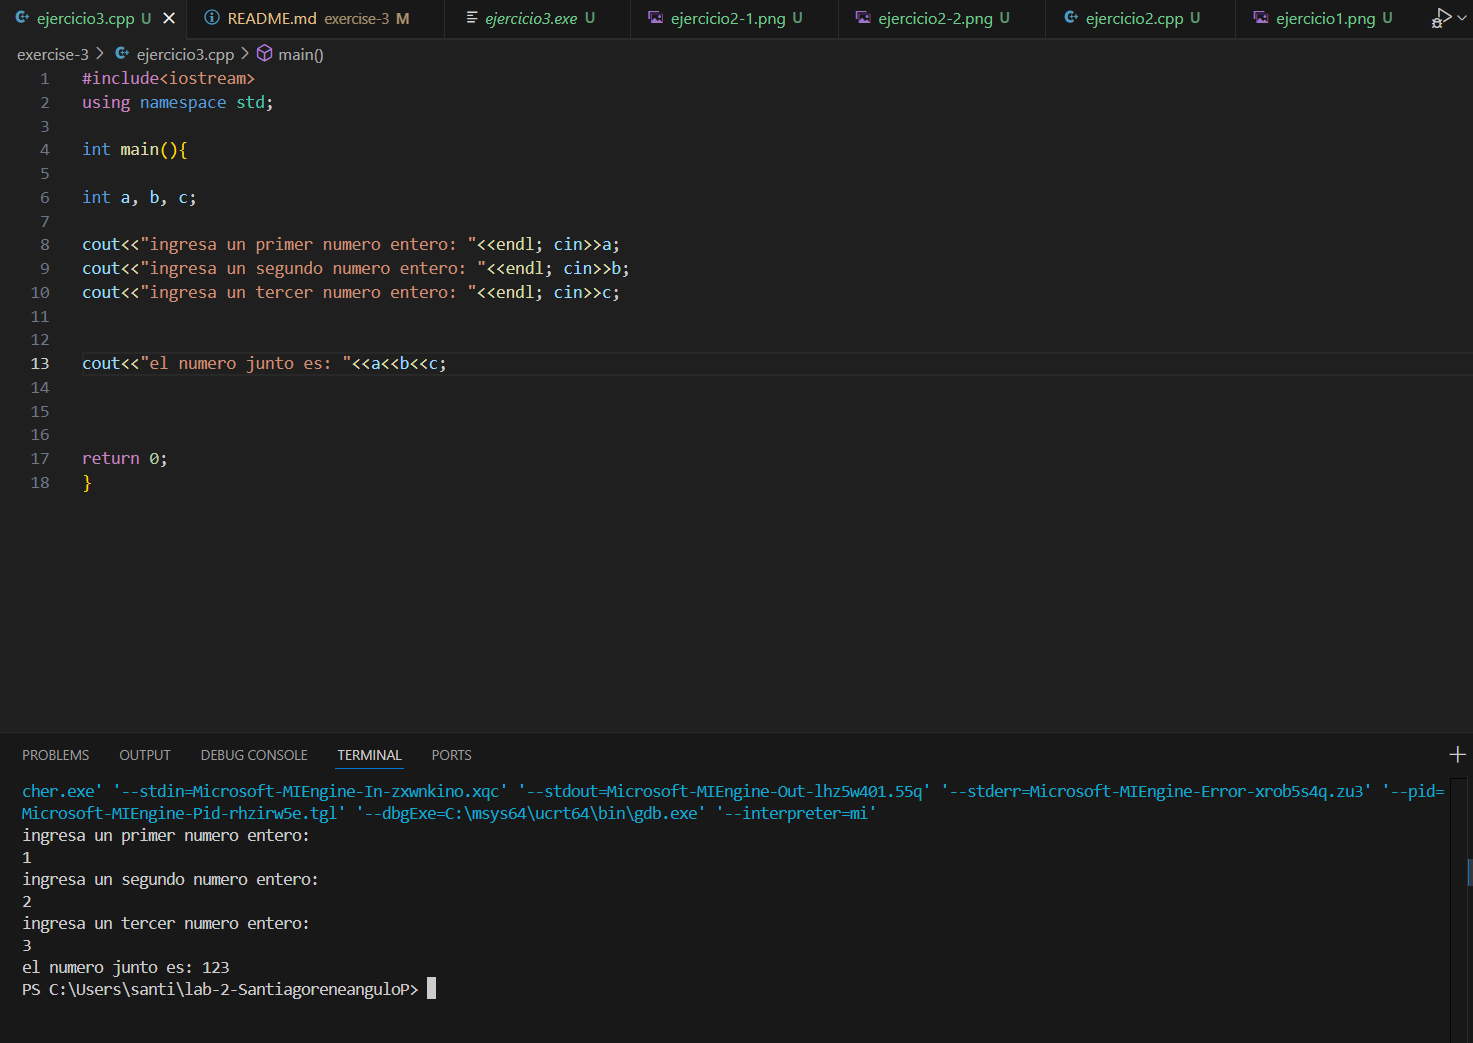 ejercicio3.cpp U README.md exercise-3 M ejercicio3.exe U ejercicio2-1.png U ejercicio2-2.png U ejercicio2.cpp U ejercicio1.png U
exercise-3 > ejercicio3.cpp > main()
1 #include<iostream>
2 using namespace std;
3
4 int main(){
5
6 int a, b, c;
7
8 cout<<"ingresa un primer numero entero: "<<endl; cin>>a;
9 cout<<"ingresa un segundo numero entero: "<<endl; cin>>b;
10 cout<<"ingresa un tercer numero entero: "<<endl; cin>>c;
11
12
13 cout<<"el numero junto es: "<<a<<b<<c;
14
15
16
17 return 0;
18 }
PROBLEMS OUTPUT DEBUG CONSOLE TERMINAL PORTS
cher.exe' '--stdin=Microsoft-MIEngine-In-zxwnkino.xqc' '--stdout=Microsoft-MIEngine-Out-lhz5w401.55q' '--stderr=Microsoft-MIEngine-Error-xrob5s4q.zu3' '--pid=
Microsoft-MIEngine-Pid-rhzirw5e.tgl' '--dbgExe=C:\msys64\ucrt64\bin\gdb.exe' '--interpreter=mi'
ingresa un primer numero entero:
1
ingresa un segundo numero entero:
2
ingresa un tercer numero entero:
3
el numero junto es: 123
PS C:\Users\santi\lab-2-SantiagoreneanguloP>